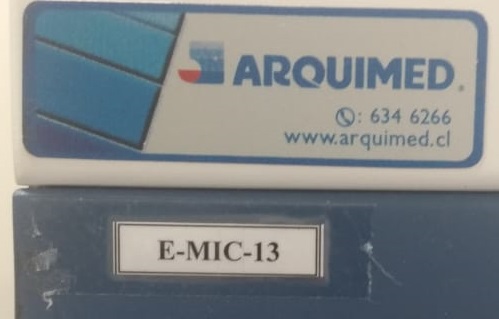 ARQUIMED
: 634 6266
www.arquimed.cl
E-MIC-13